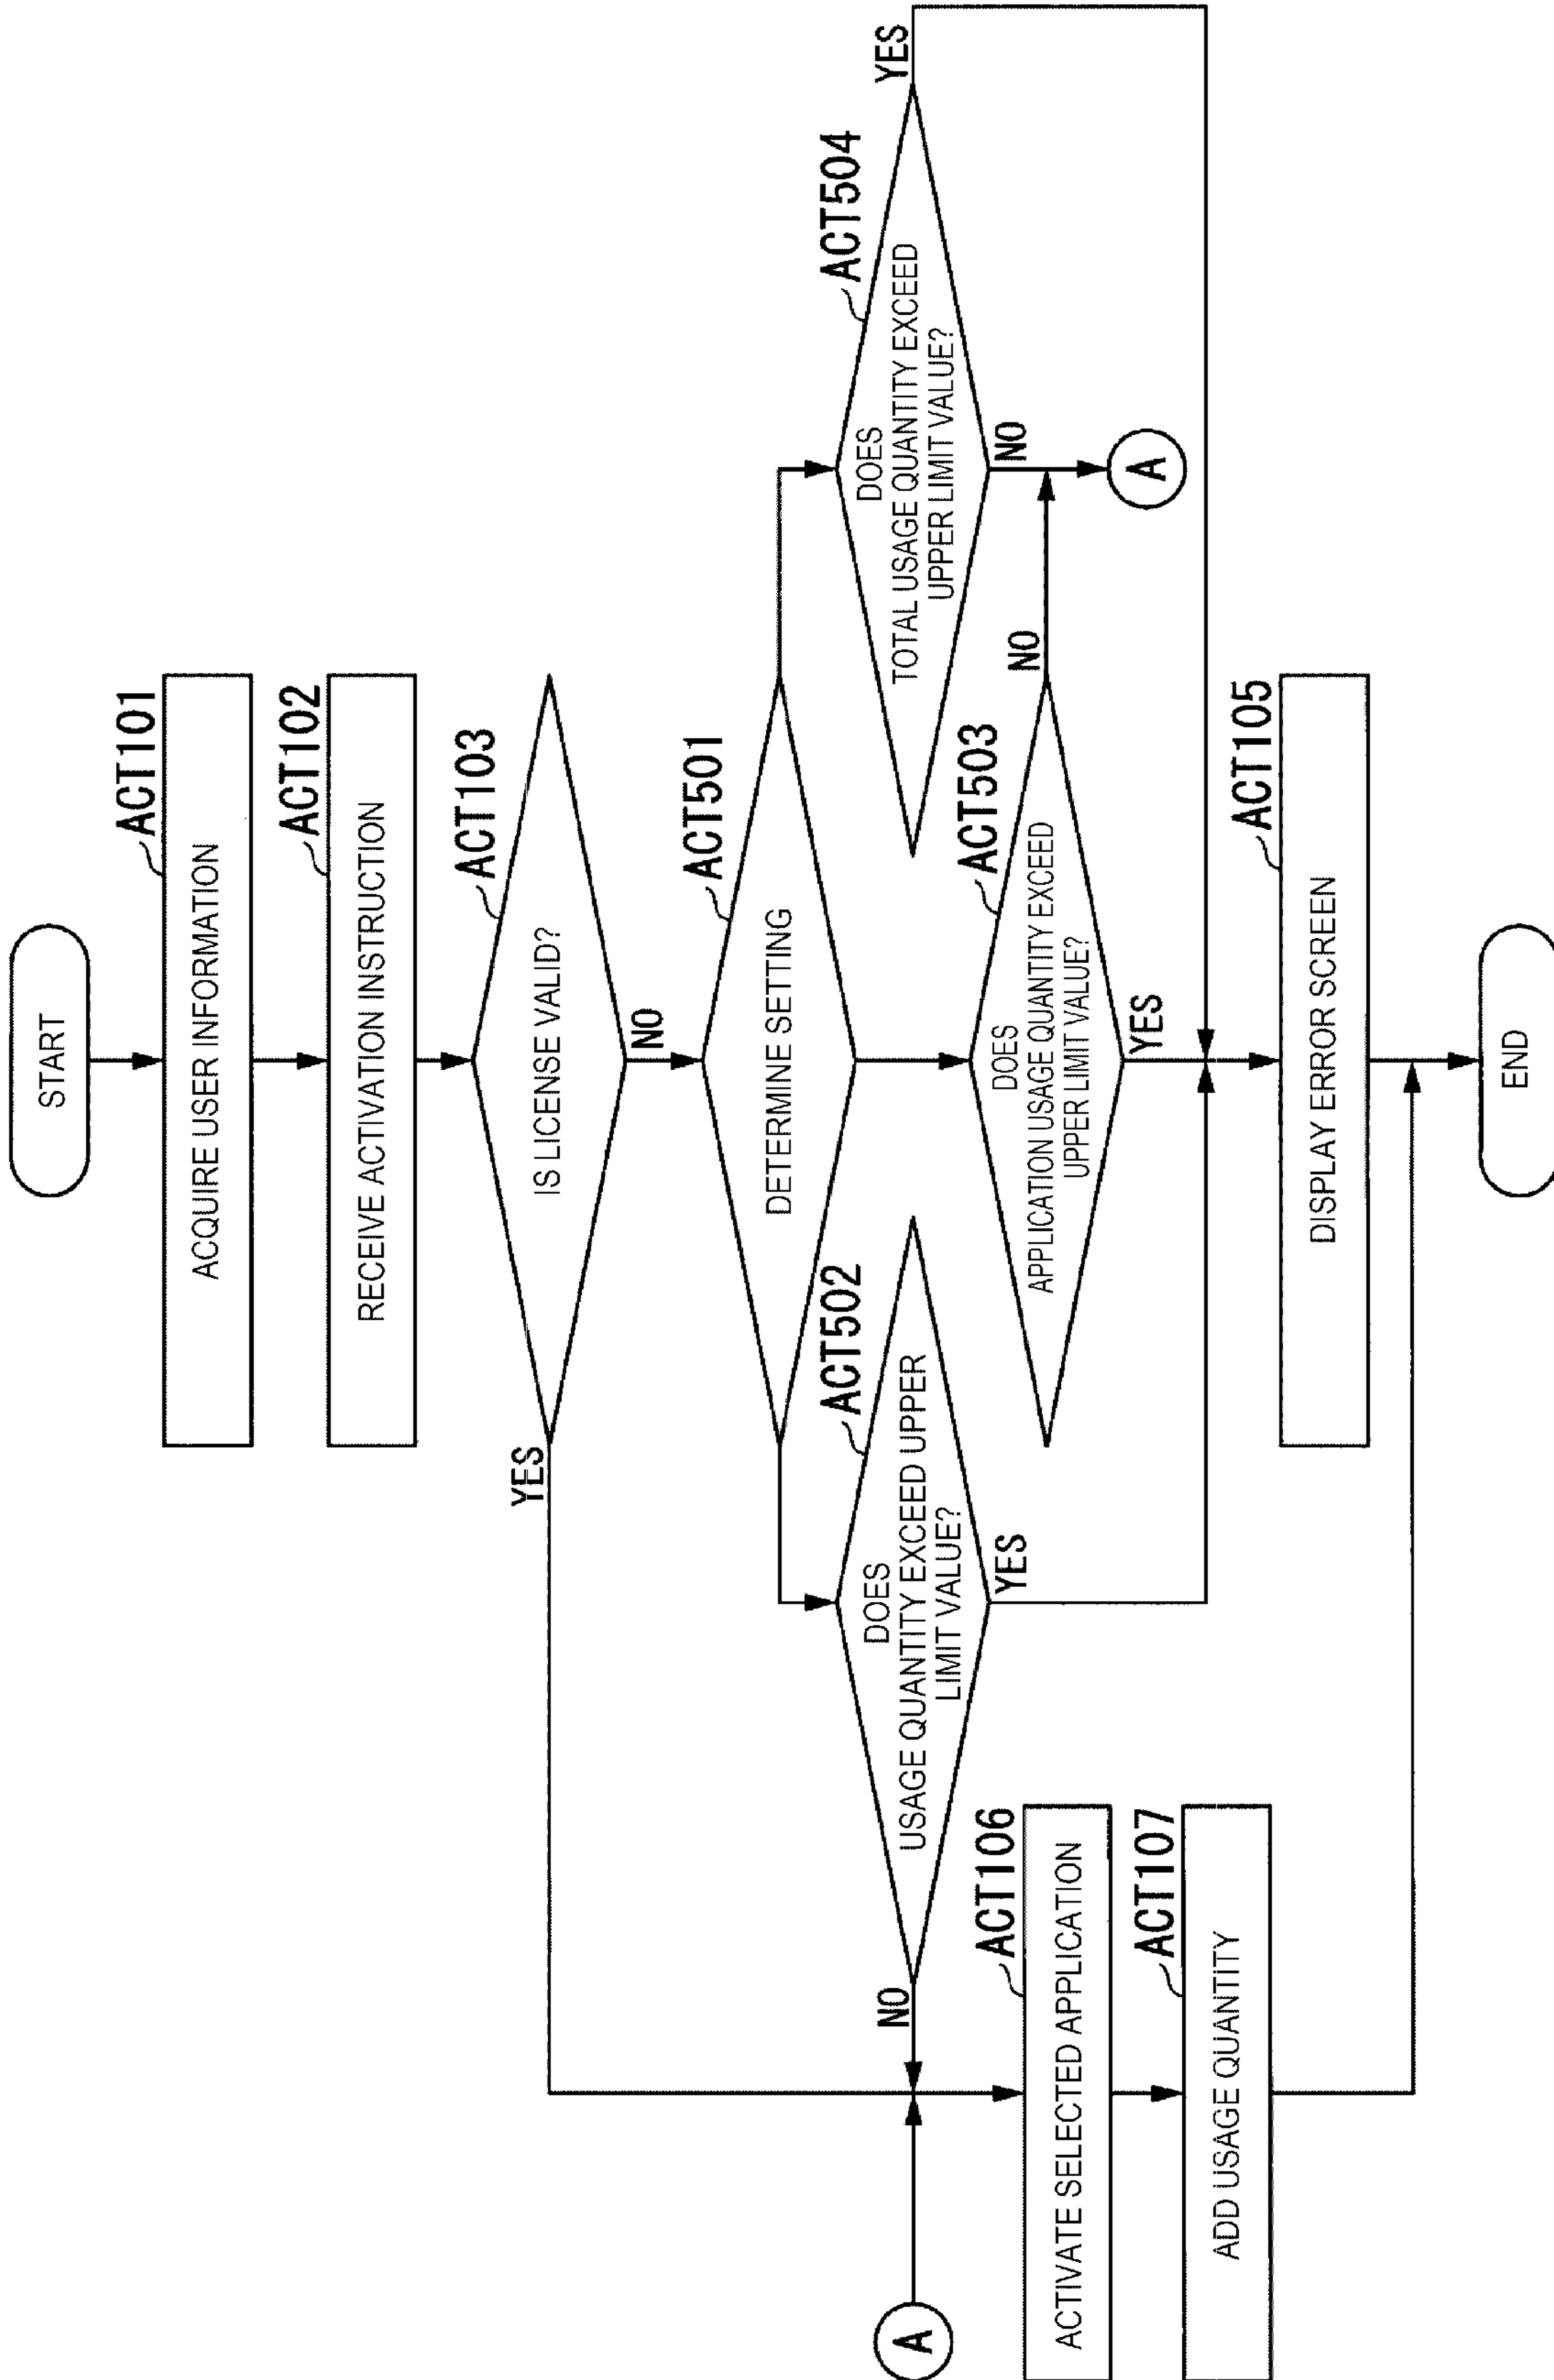 START
ACT101
ACQUIRE USER INFORMATION
ACT102
RECEIVE ACTIVATION INSTRUCTION
ACT103
IS LICENSE VALID?
YES
NO
ACT501
DETERMINE SETTING
ACT502
DOES
USAGE QUANTITY EXCEED UPPER
LIMIT VALUE?
NO
YES
ACT504
DOES
TOTAL USAGE QUANTITY EXCEED
UPPER LIMIT VALUE?
YES
NO
ACT503
DOES
APPLICATION USAGE QUANTITY EXCEED
UPPER LIMIT VALUE?
NO
YES
A
A
ACT106
ACTIVATE SELECTED APPLICATION
ACT107
ADD USAGE QUANTITY
ACT105
DISPLAY ERROR SCREEN
END